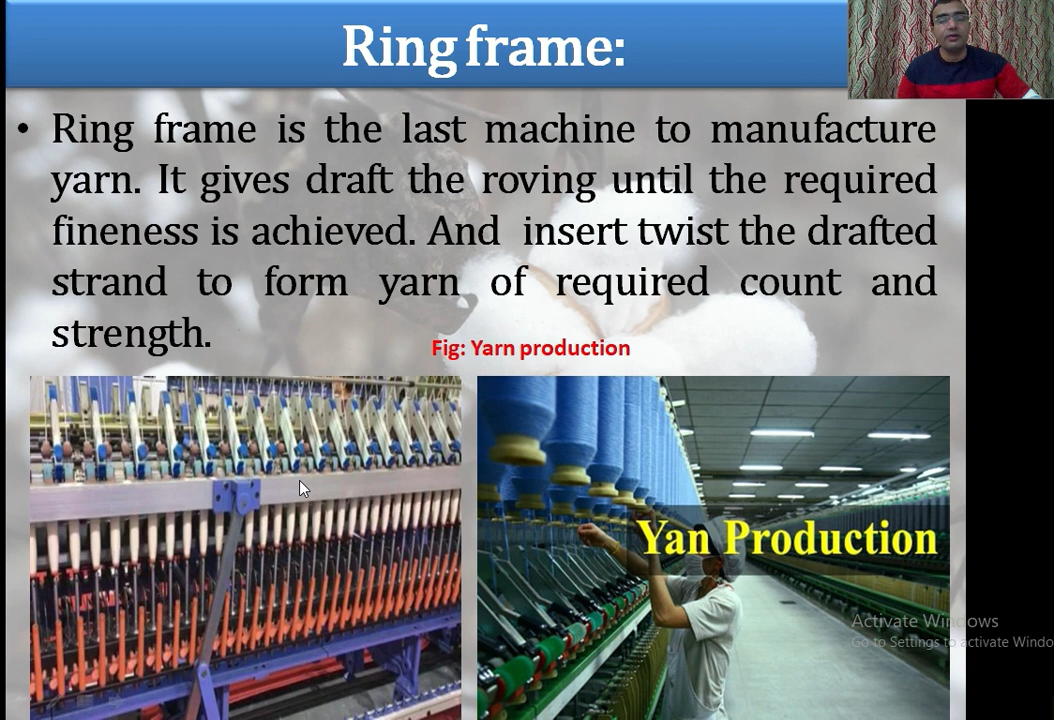 Ring frame:
• Ring frame is the last machine to manufacture
yarn. It gives draft the roving until the required
fineness is achieved. And insert twist the drafted
strand to form yarn of required count and
strength.
Fig: Yarn production
Yan Production
Activate Windows
Go to Settings to activate Windo